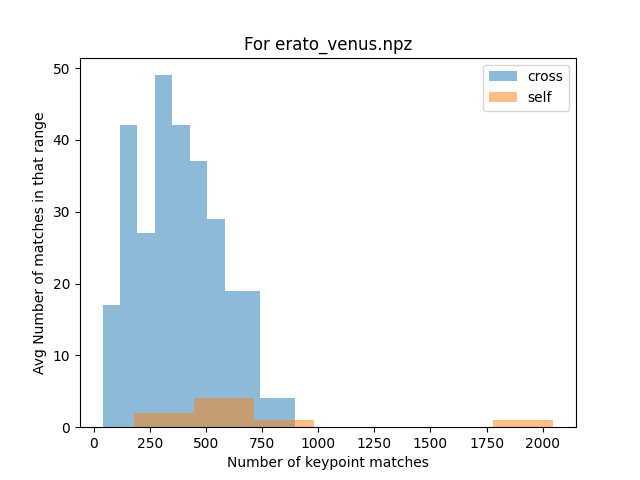 For erato_venus.npz
cross
self
Avg Number of matches in that range
50
40
30
20
10
0
0 250 500 750 1000 1250 1500 1750 2000
Number of keypoint matches